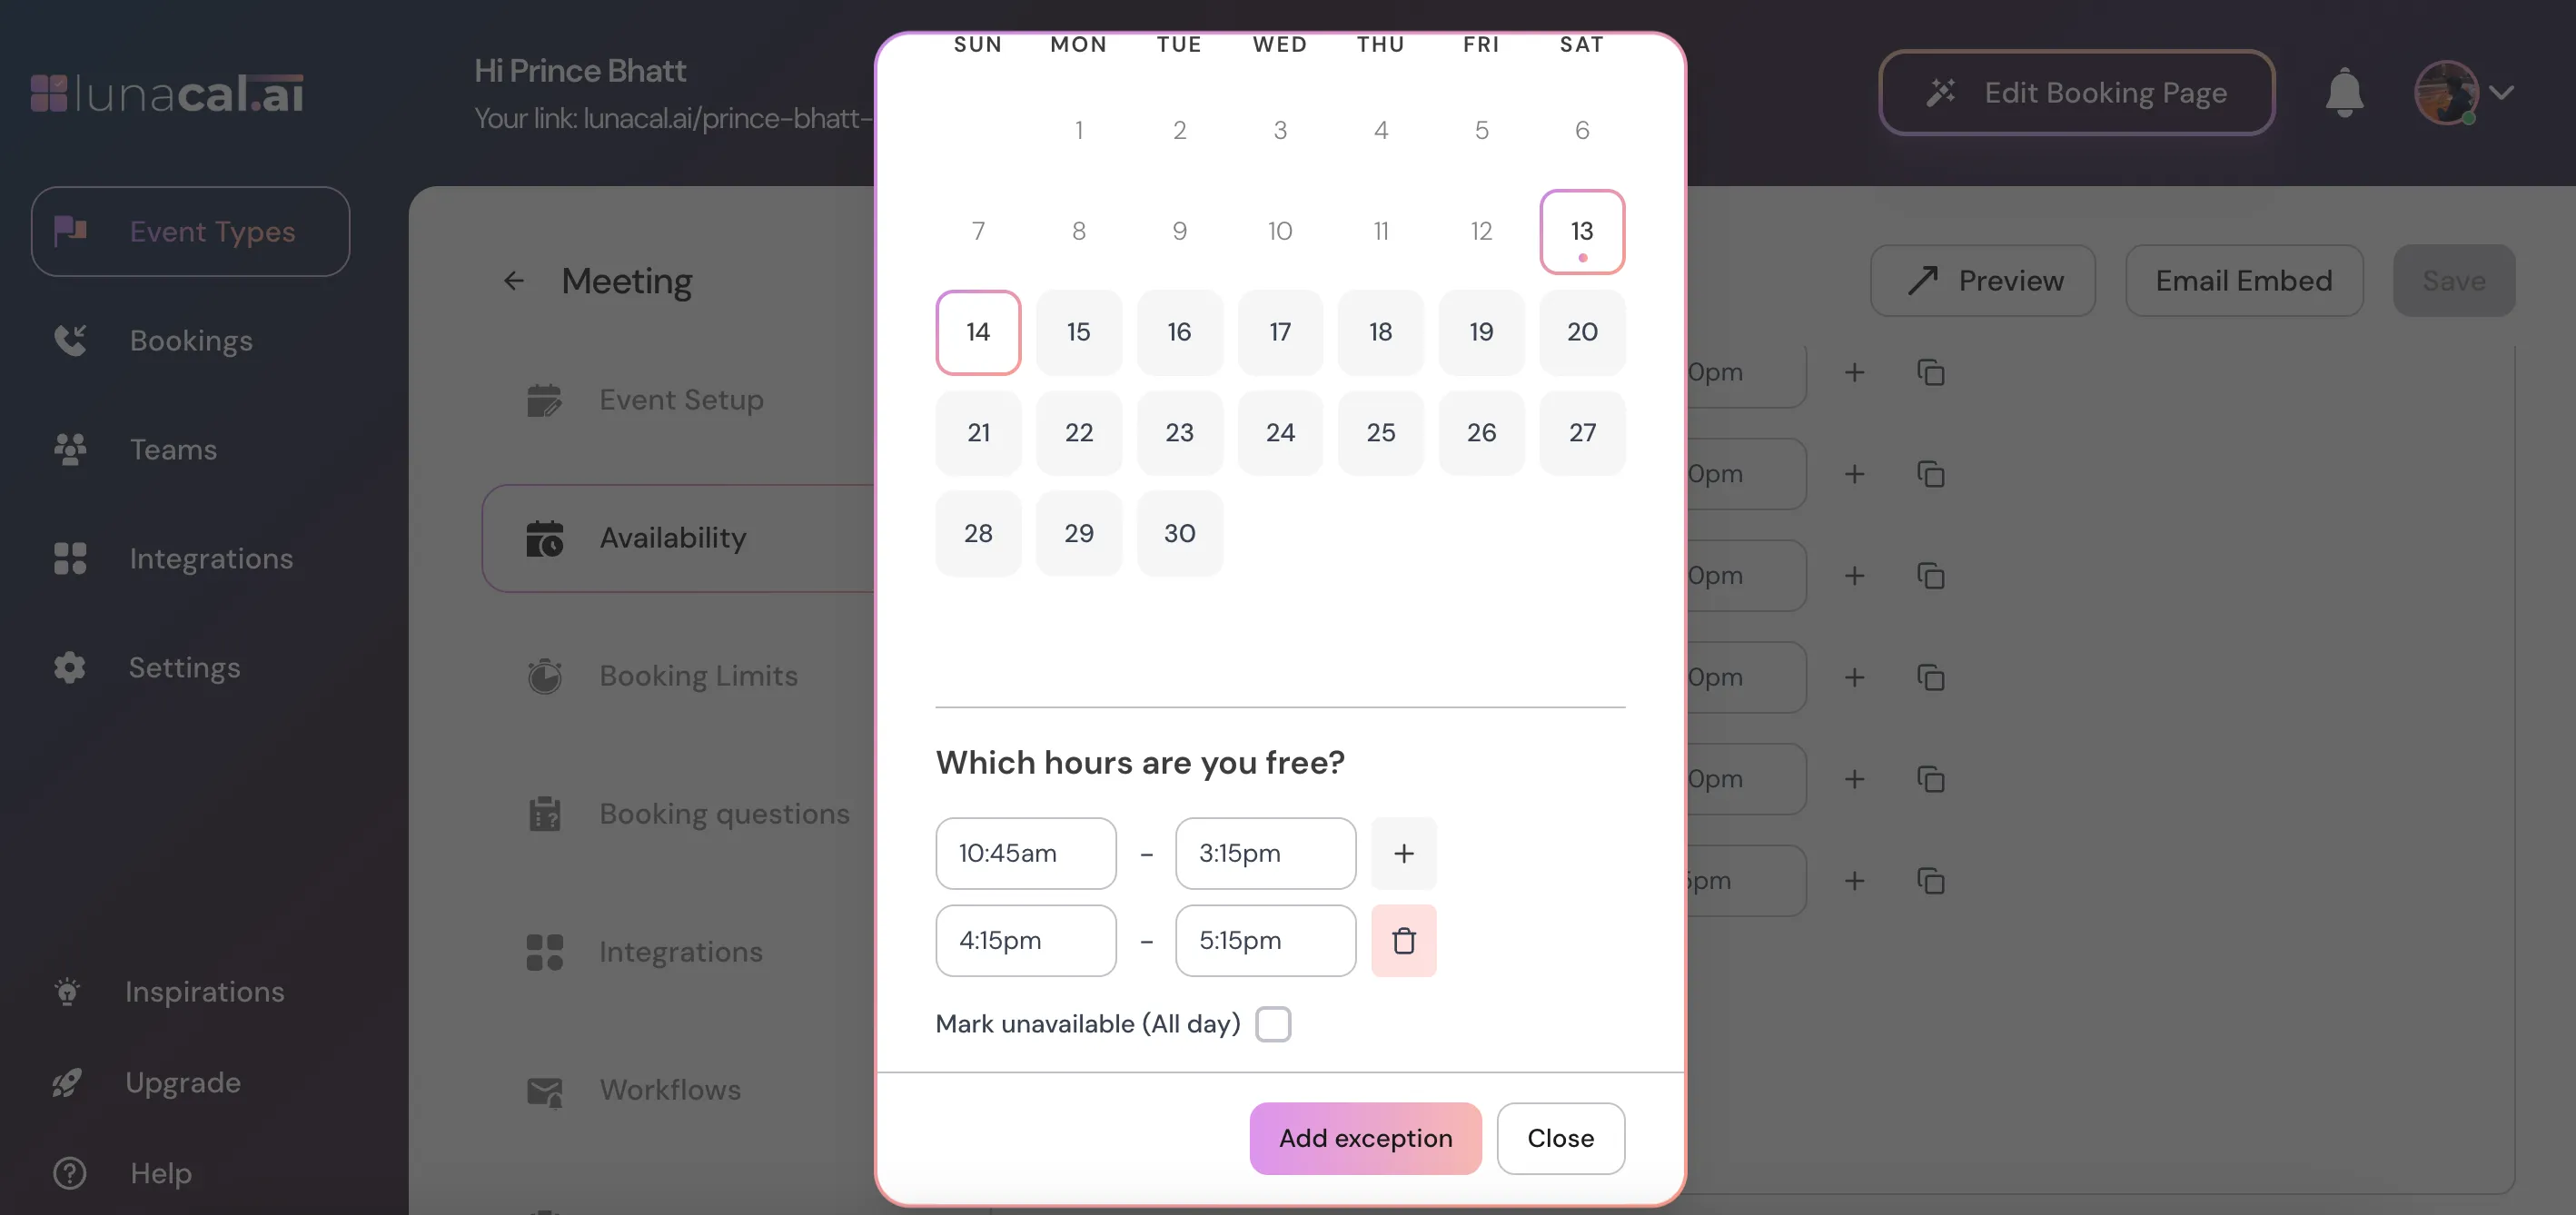 lunacal.ai
Hi Prince Bhatt
Your link: lunacal.ai/prince-bhatt-
Edit Booking Page
Event Types
Bookings
Teams
Integrations
Settings
Inspirations
Upgrade
Help
Meeting
Preview
Email Embed
Save
Event Setup
Availability
Booking Limits
Booking questions
Integrations
Workflows
0pm
0pm
0pm
0pm
0pm
5pm
SUN MON TUE WED THU FRI SAT
1 2 3 4 5 6
7 8 9 10 11 12 13
14 15 16 17 18 19 20
21 22 23 24 25 26 27
28 29 30
Which hours are you free?
10:45am - 3:15pm +
4:15pm - 5:15pm
Mark unavailable (All day)
Add exception
Close